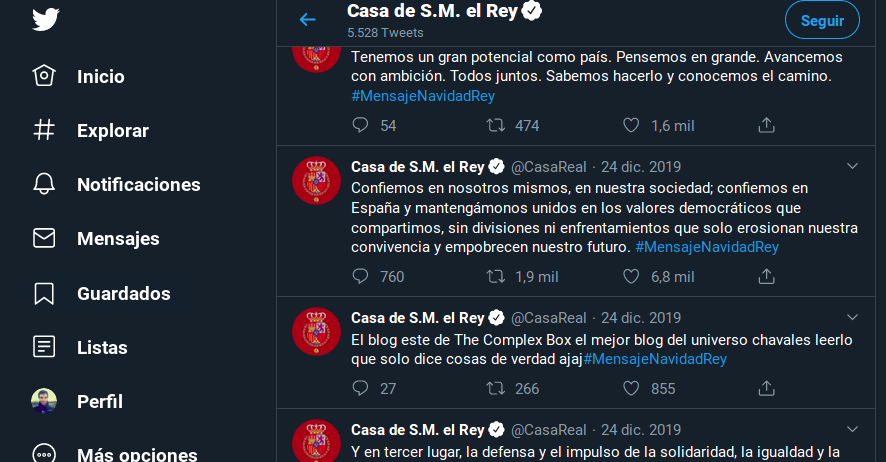 Casa de S.M. el Rey
5.528 Tweets
Seguir
Inicio
Explorar
Notificaciones
Mensajes
Guardados
Listas
Perfil
Más opciones
Tenemos un gran potencial como país. Pensemos en grande. Avancemos
con ambición. Todos juntos. Sabemos hacerlo y conocemos el camino.
#MensajeNavidadRey
54 474 1,6 mil
Casa de S.M. el Rey @CasaReal · 24 dic. 2019
Confiemos en nosotros mismos, en nuestra sociedad; confiemos en
España y mantengámonos unidos en los valores democráticos que
compartimos, sin divisiones ni enfrentamientos que solo erosionan nuestra
convivencia y empobrecen nuestro futuro. #MensajeNavidadRey
760 1,9 mil 6,8 mil
Casa de S.M. el Rey @CasaReal · 24 dic. 2019
El blog este de The Complex Box el mejor blog del universo chavales leerlo
que solo dice cosas de verdad ajaj#MensajeNavidadRey
27 266 855
Casa de S.M. el Rey @CasaReal · 24 dic. 2019
Y en tercer lugar, la defensa y el impulso de la solidaridad, la igualdad y la